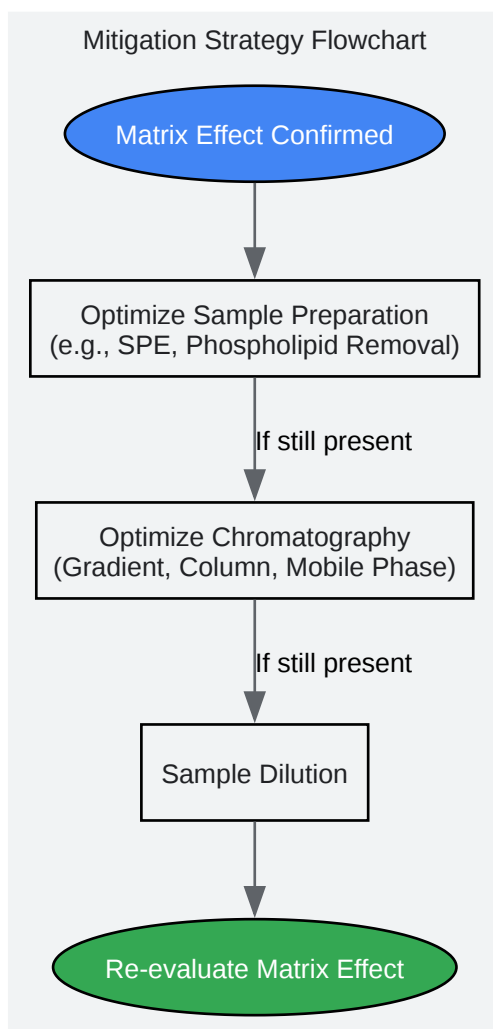 Mitigation Strategy Flowchart
Matrix Effect Confirmed
Optimize Sample Preparation
(e.g., SPE, Phospholipid Removal)
If still present
Optimize Chromatography
(Gradient, Column, Mobile Phase)
If still present
Sample Dilution
Re-evaluate Matrix Effect